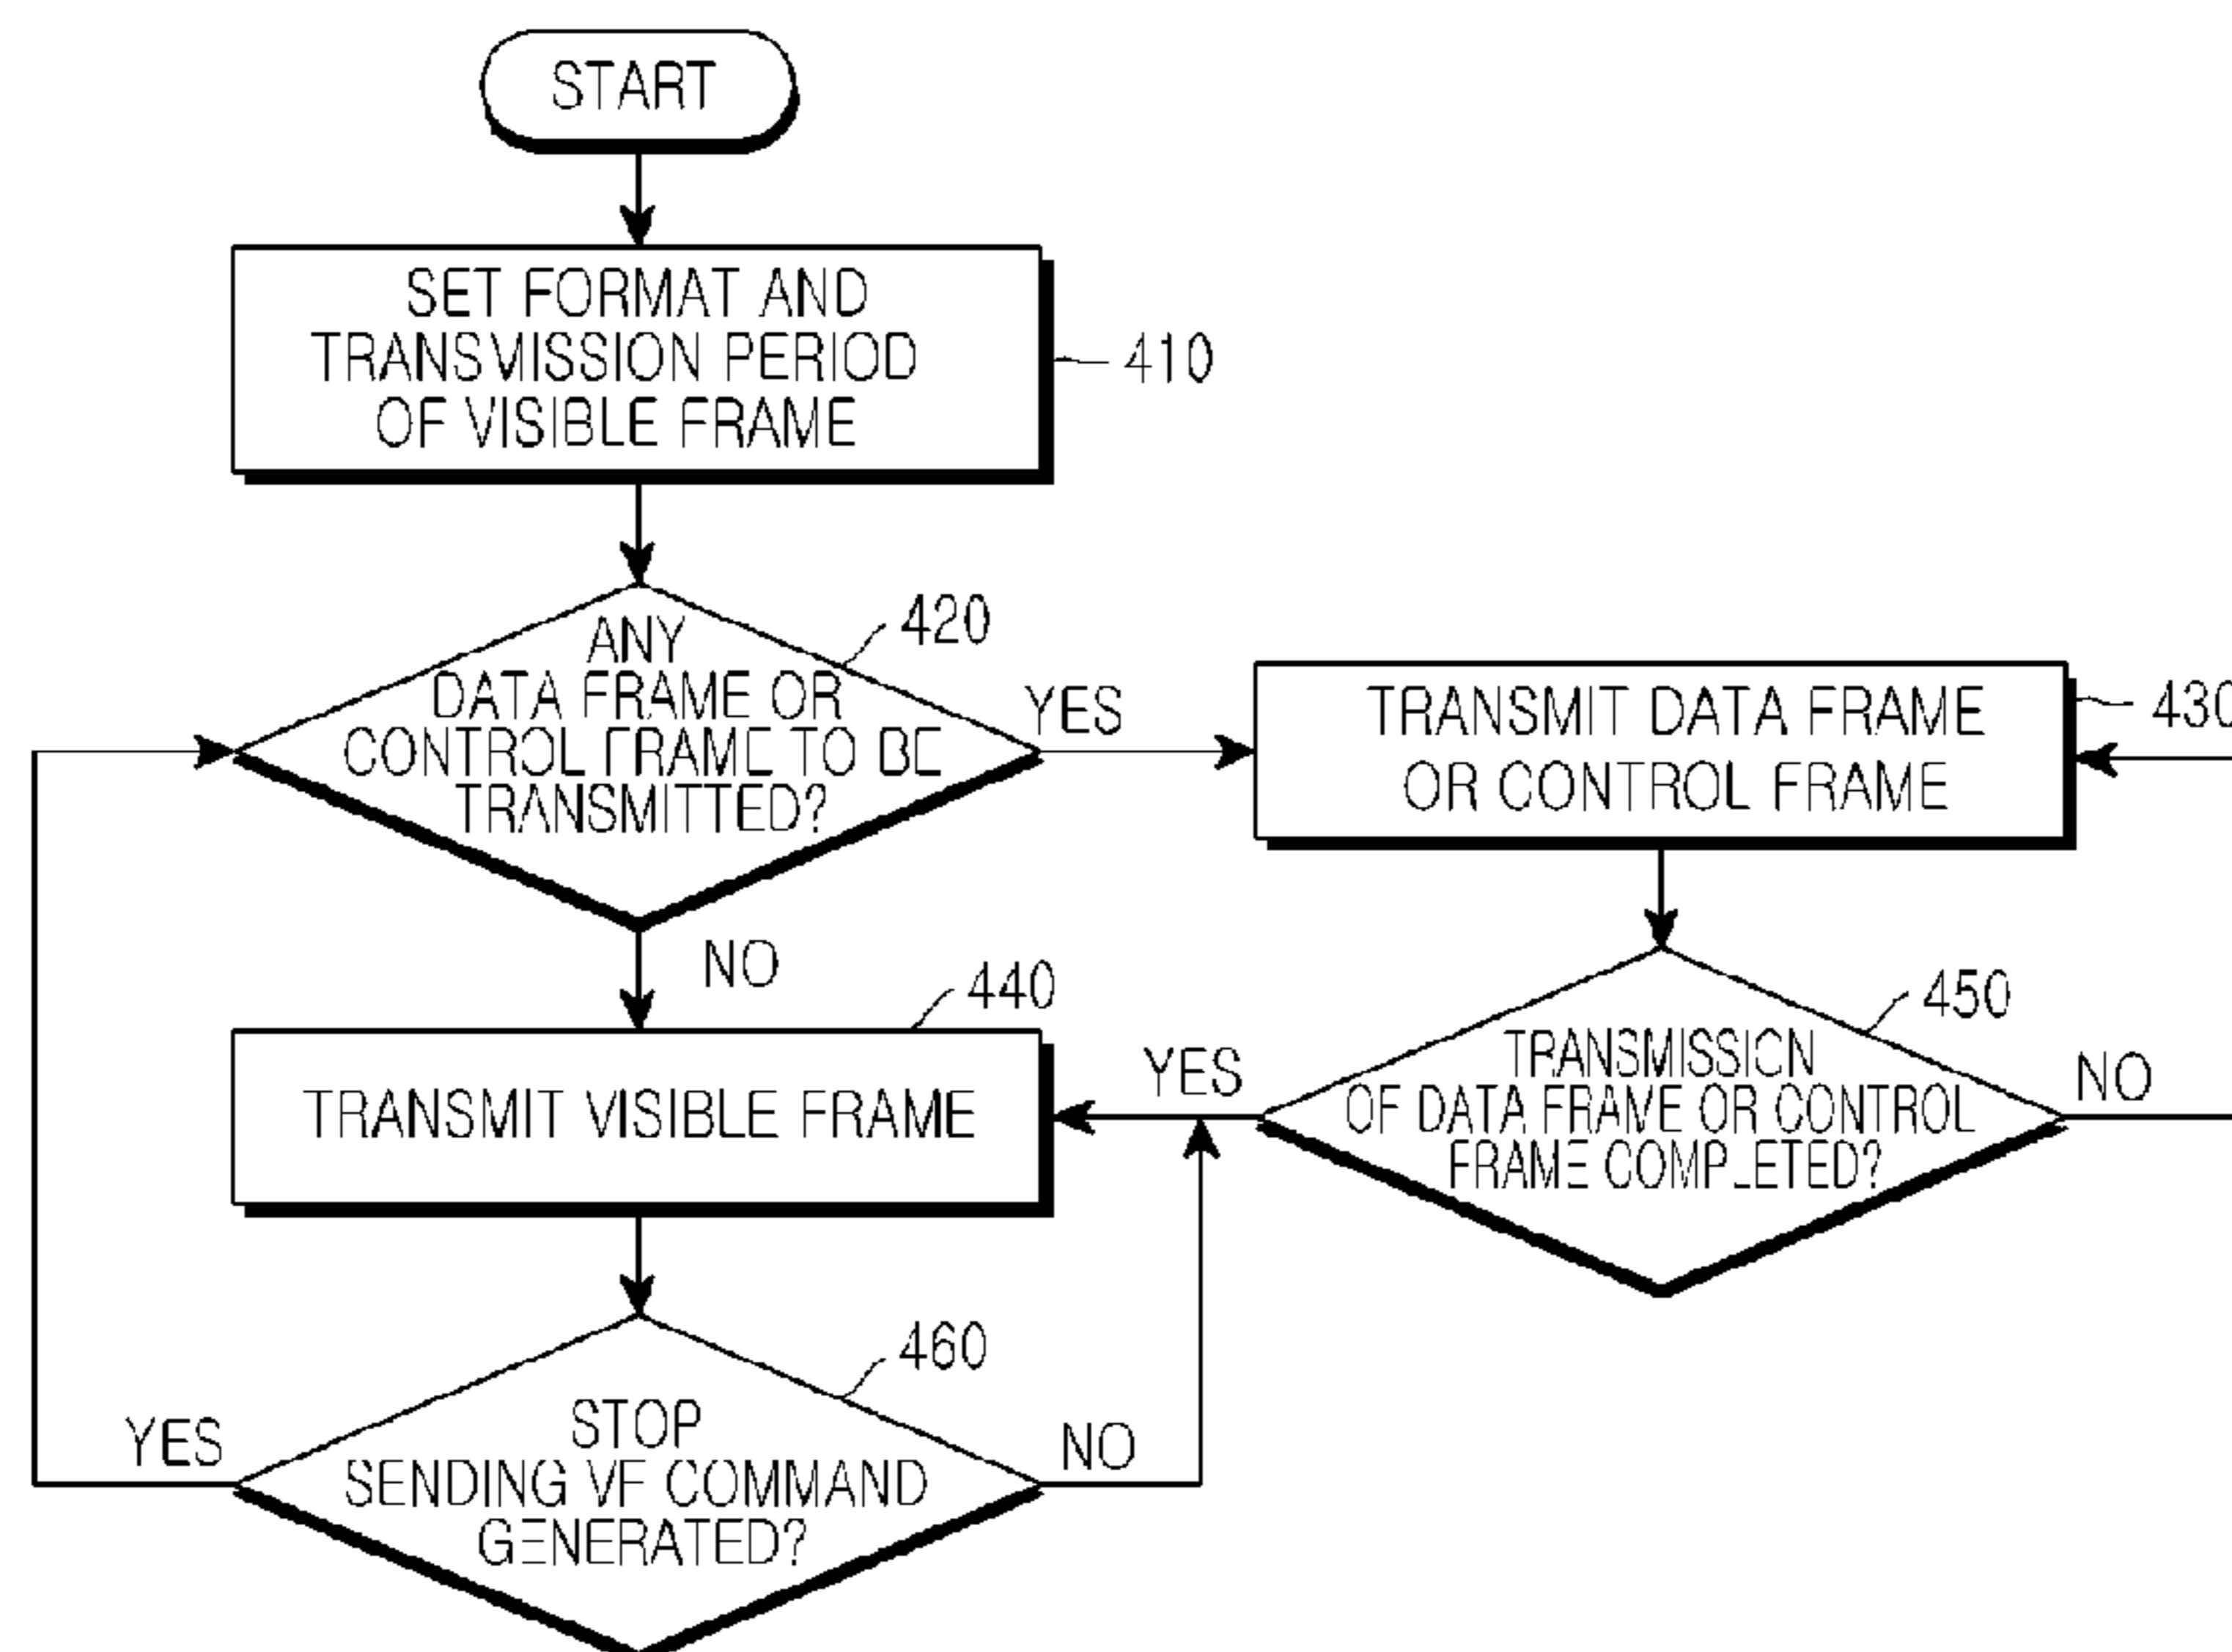 START
SET FORMAT AND
TRANSMISSION PERIOD
OF VISIBLE FRAME
410
ANY
DATA FRAME OR
CONTROL FRAME TO BE
TRANSMITTED?
420
YES
TRANSMIT DATA FRAME
OR CONTROL FRAME
430
NO
TRANSMIT VISIBLE FRAME
440
YES
TRANSMISSION
OF DATA FRAME OR CONTROL
FRAME COMPLETED?
450
NO
STOP
SENDING VF COMMAND
GENERATED?
460
YES
NO